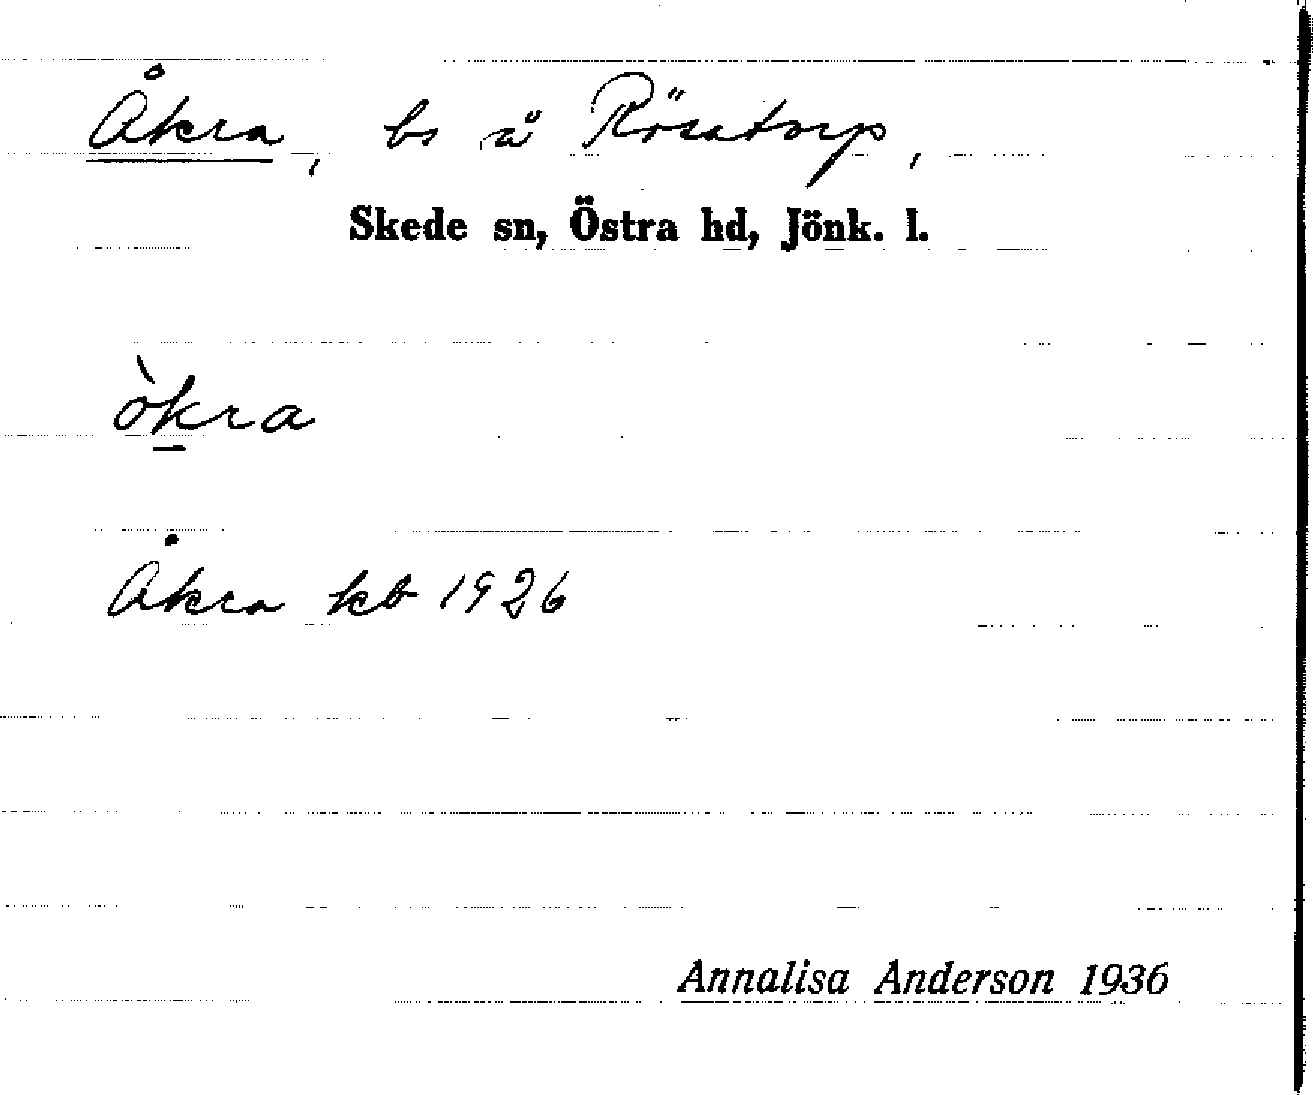 Åkra, bs å Rösatorp,
Skede sn, Östra hd, Jönk. l.
òkra
Åkra kb 1926
Annalisa Anderson 1936